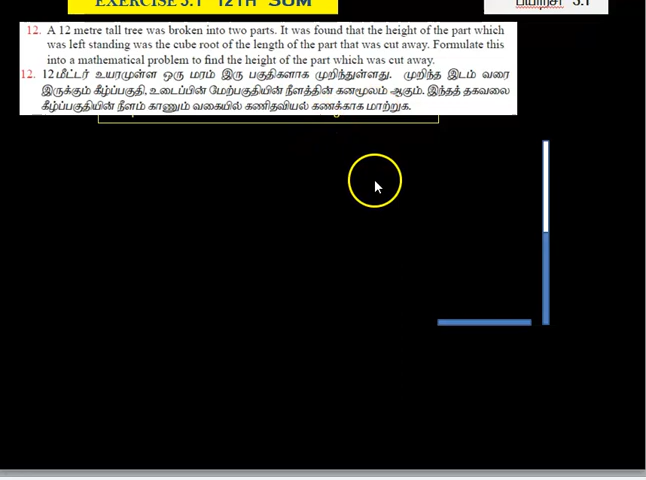 EXERCISE 3.1 12TH SUM
பயிற்சி 3.1
12. A 12 metre tall tree was broken into two parts. It was found that the height of the part which
was left standing was the cube root of the length of the part that was cut away. Formulate this
into a mathematical problem to find the height of the part which was cut away.
12. 12 மீட்டர் உயரமுள்ள ஒரு மரம் இரு பகுதிகளாக முறிந்துள்ளது. முறிந்த இடம் வரை
இருக்கும் கீழ்ப்பகுதி, உடைப்பின் மேற்பகுதியின் நீளத்தின் கனமூலம் ஆகும். இந்தத் தகவலை
கீழ்ப்பகுதியின் நீளம் காணும் வகையில் கணிதவியல் கணக்காக மாற்றுக.